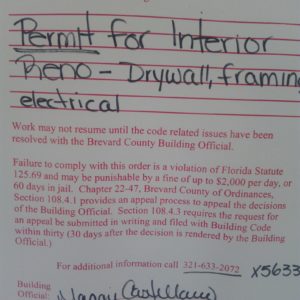 Permit for Interior
Reno - Drywall, framing
electrical
Work may not resume until the code related issues have been
resolved with the Brevard County Building Official.
Failure to comply with this order is a violation of Florida Statute
125.69 and may be punishable by a fine of up to $2,000 per day, or
60 days in jail. Chapter 22-47, Brevard County of Ordinances,
Section 108.4.1 provides an appeal process to appeal the decisions
of the Building Official. Section 108.4.3 requires the request for
an appeal be submitted in writing and filed with Building Code
within thirty (30 days after the decision is rendered by the Building
Official.)
For additional information call 321-633-2072 x5633
Building
Official: